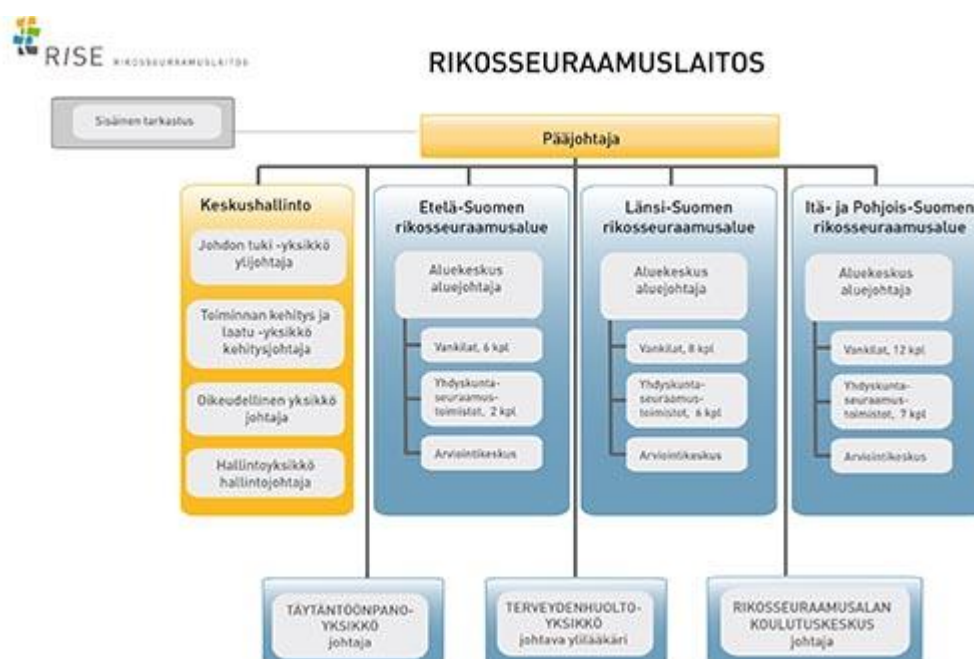 RISE RIKOSSEURAAMUSLAITOS
RIKOSSEURAAMUSLAITOS
Sisäinen tarkastus
Pääjohtaja
Keskushallinto
Johdon tuki -yksikkö
ylijohtaja
Toiminnan kehitys ja
laatu -yksikkö
kehitysjohtaja
Oikeudellinen yksikkö
johtaja
Hallintoyksikkö
hallintojohtaja
Etelä-Suomen
rikosseuraamusalue
Aluekeskus
aluejohtaja
Vankilat, 6 kpl
Yhdyskunta-
seuraamus-
toimistot, 2 kpl
Arviointikeskus
Länsi-Suomen
rikosseuraamusalue
Aluekeskus
aluejohtaja
Vankilat, 8 kpl
Yhdyskunta-
seuraamus-
toimistot, 6 kpl
Arviointikeskus
Itä- ja Pohjois-Suomen
rikosseuraamusalue
Aluekeskus
aluejohtaja
Vankilat, 12 kpl
Yhdyskunta-
seuraamus-
toimistot, 7 kpl
Arviointikeskus
TÄYTÄNTÖÖNPANO-
YKSIKKÖ
johtaja
TERVEYDENHUOLTO-
YKSIKKÖ
johtava ylilääkäri
RIKOSSEURAAMUSALAN
KOULUTUSKESKUS
johtaja